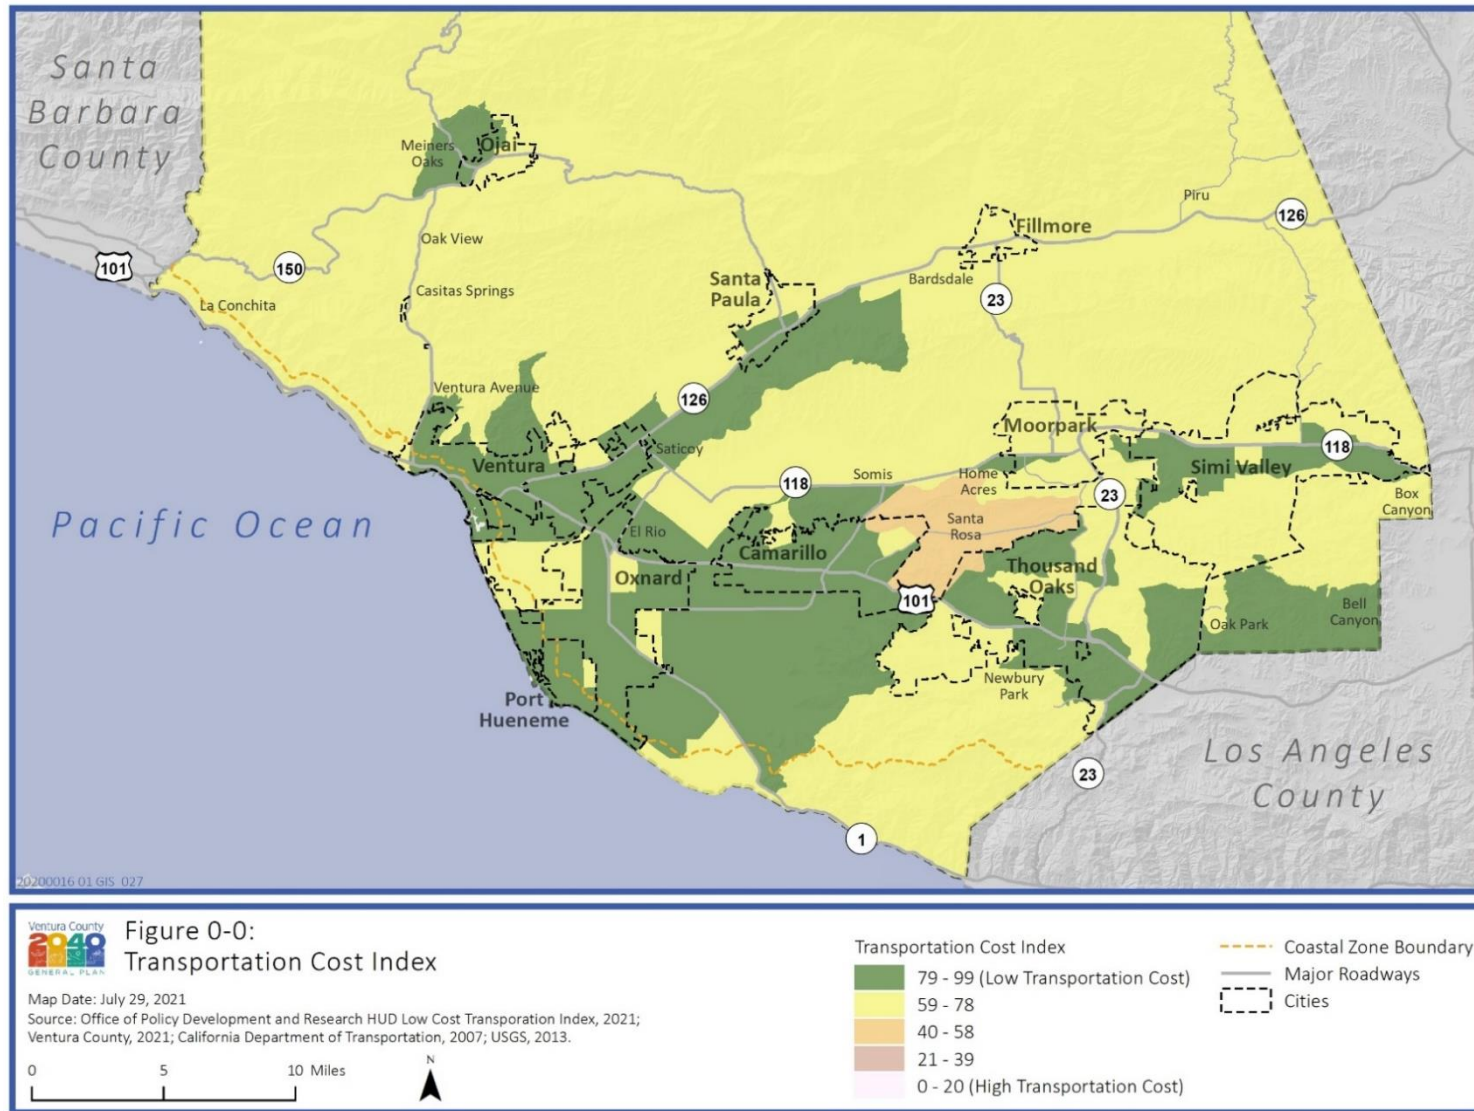 Santa
Barbara
County
Meiners
Oaks
Ojai
Piru
126
Fillmore
Oak View
101
150
Santa
Paula
Bardsdale
Casitas Springs
23
La Conchita
Ventura Avenue
126
Moorpark
118
Saticoy
Ventura
Somis
Home
Acres
Simi Valley
118
23
Box
Canyon
Pacific Ocean
El Rio
Santa
Rosa
Camarillo
Oxnard
Thousand
Oaks
101
Bell
Canyon
Oak Park
Newbury
Park
Port
Hueneme
Los Angeles
County
23
1
20200016 01 GIS 027
Ventura County
2040
GENERAL PLAN
Figure 0-0:
Transportation Cost Index
Map Date: July 29, 2021
Source: Office of Policy Development and Research HUD Low Cost Transporation Index, 2021;
Ventura County, 2021; California Department of Transportation, 2007; USGS, 2013.
0 5 10 Miles
N
Transportation Cost Index
79 - 99 (Low Transportation Cost)
59 - 78
40 - 58
21 - 39
0 - 20 (High Transportation Cost)
Coastal Zone Boundary
Major Roadways
Cities